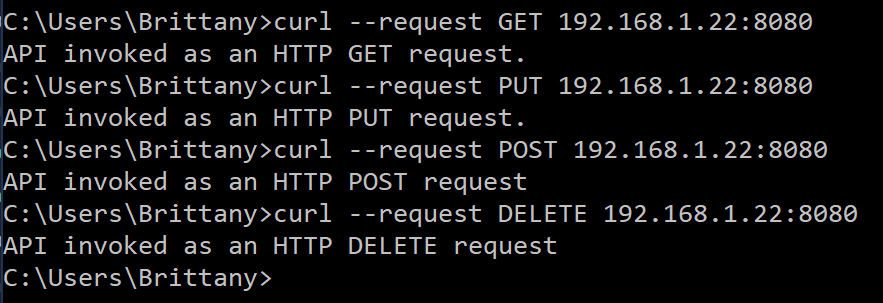 C:\Users\Brittany>curl --request GET 192.168.1.22:8080
API invoked as an HTTP GET request.
C:\Users\Brittany>curl --request PUT 192.168.1.22:8080
API invoked as an HTTP PUT request.
C:\Users\Brittany>curl --request POST 192.168.1.22:8080
API invoked as an HTTP POST request
C:\Users\Brittany>curl --request DELETE 192.168.1.22:8080
API invoked as an HTTP DELETE request
C:\Users\Brittany>